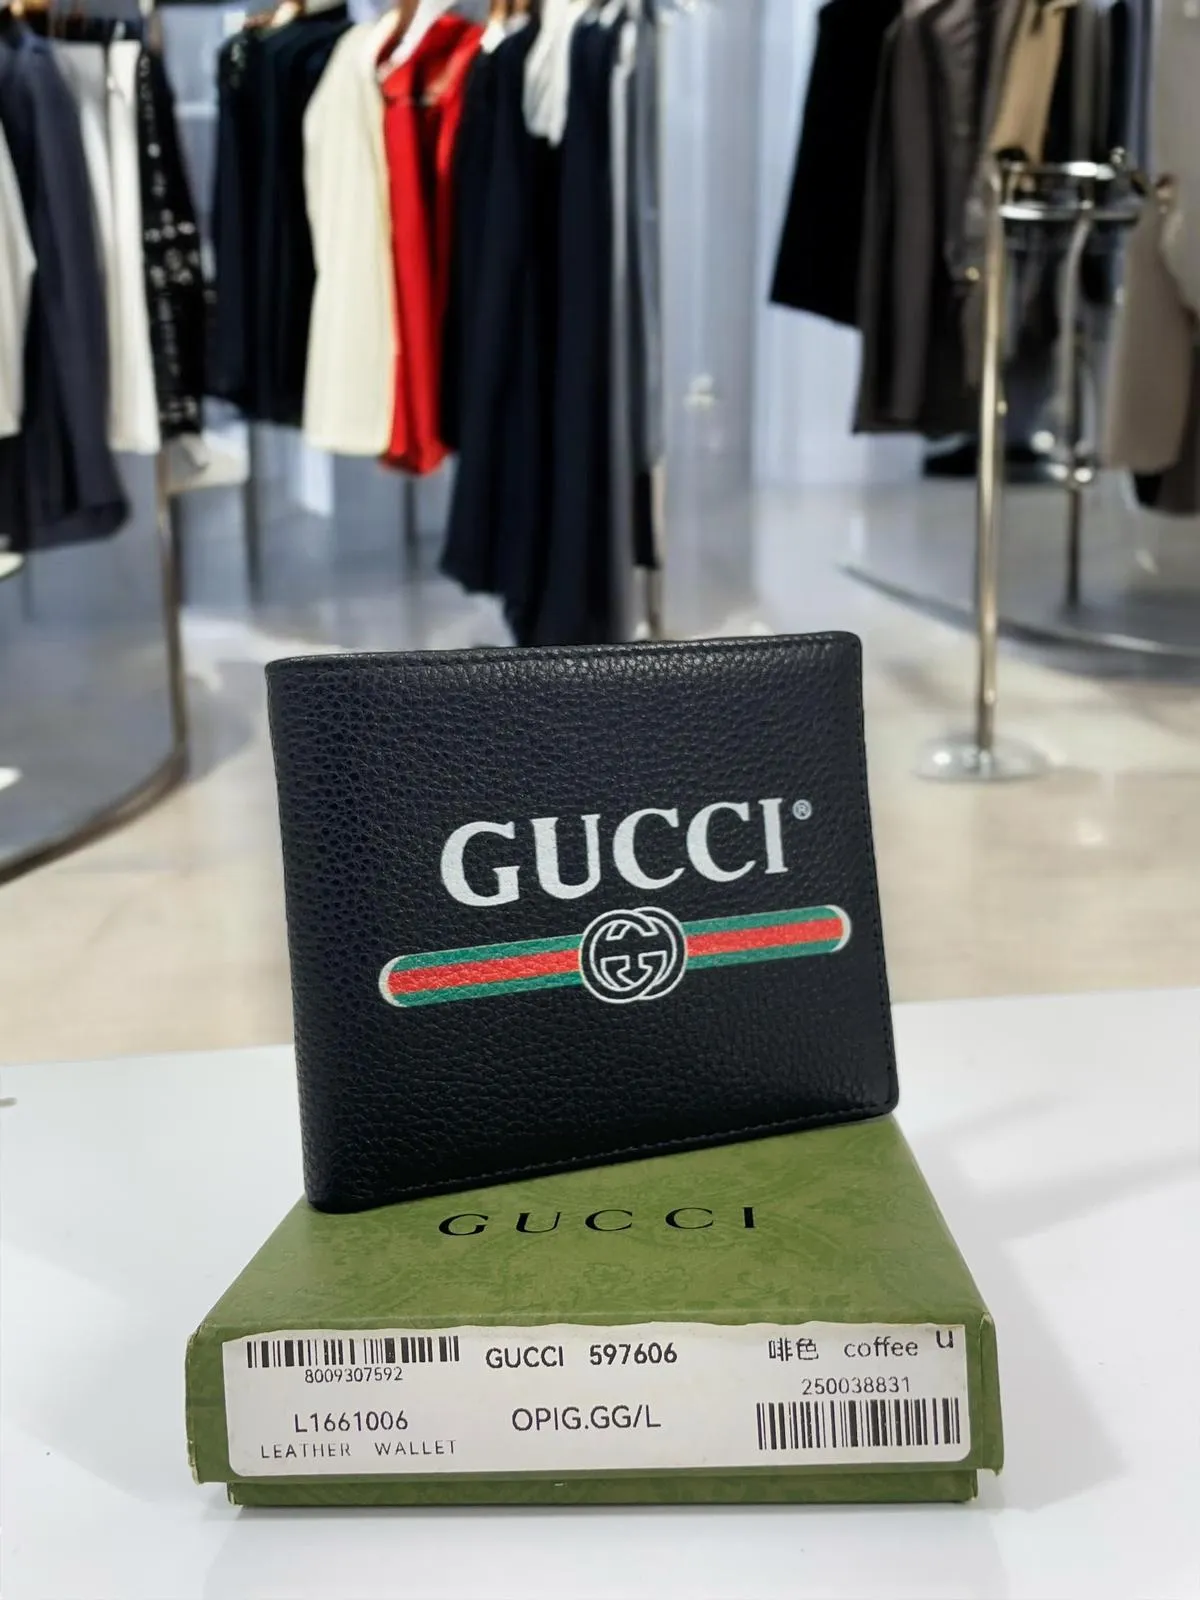 GUCCI®
GUCCI
8009307592
L1661006
LEATHER WALLET
GUCCI 597606
OPIG.GG/L
啡色 coffee u
250038831